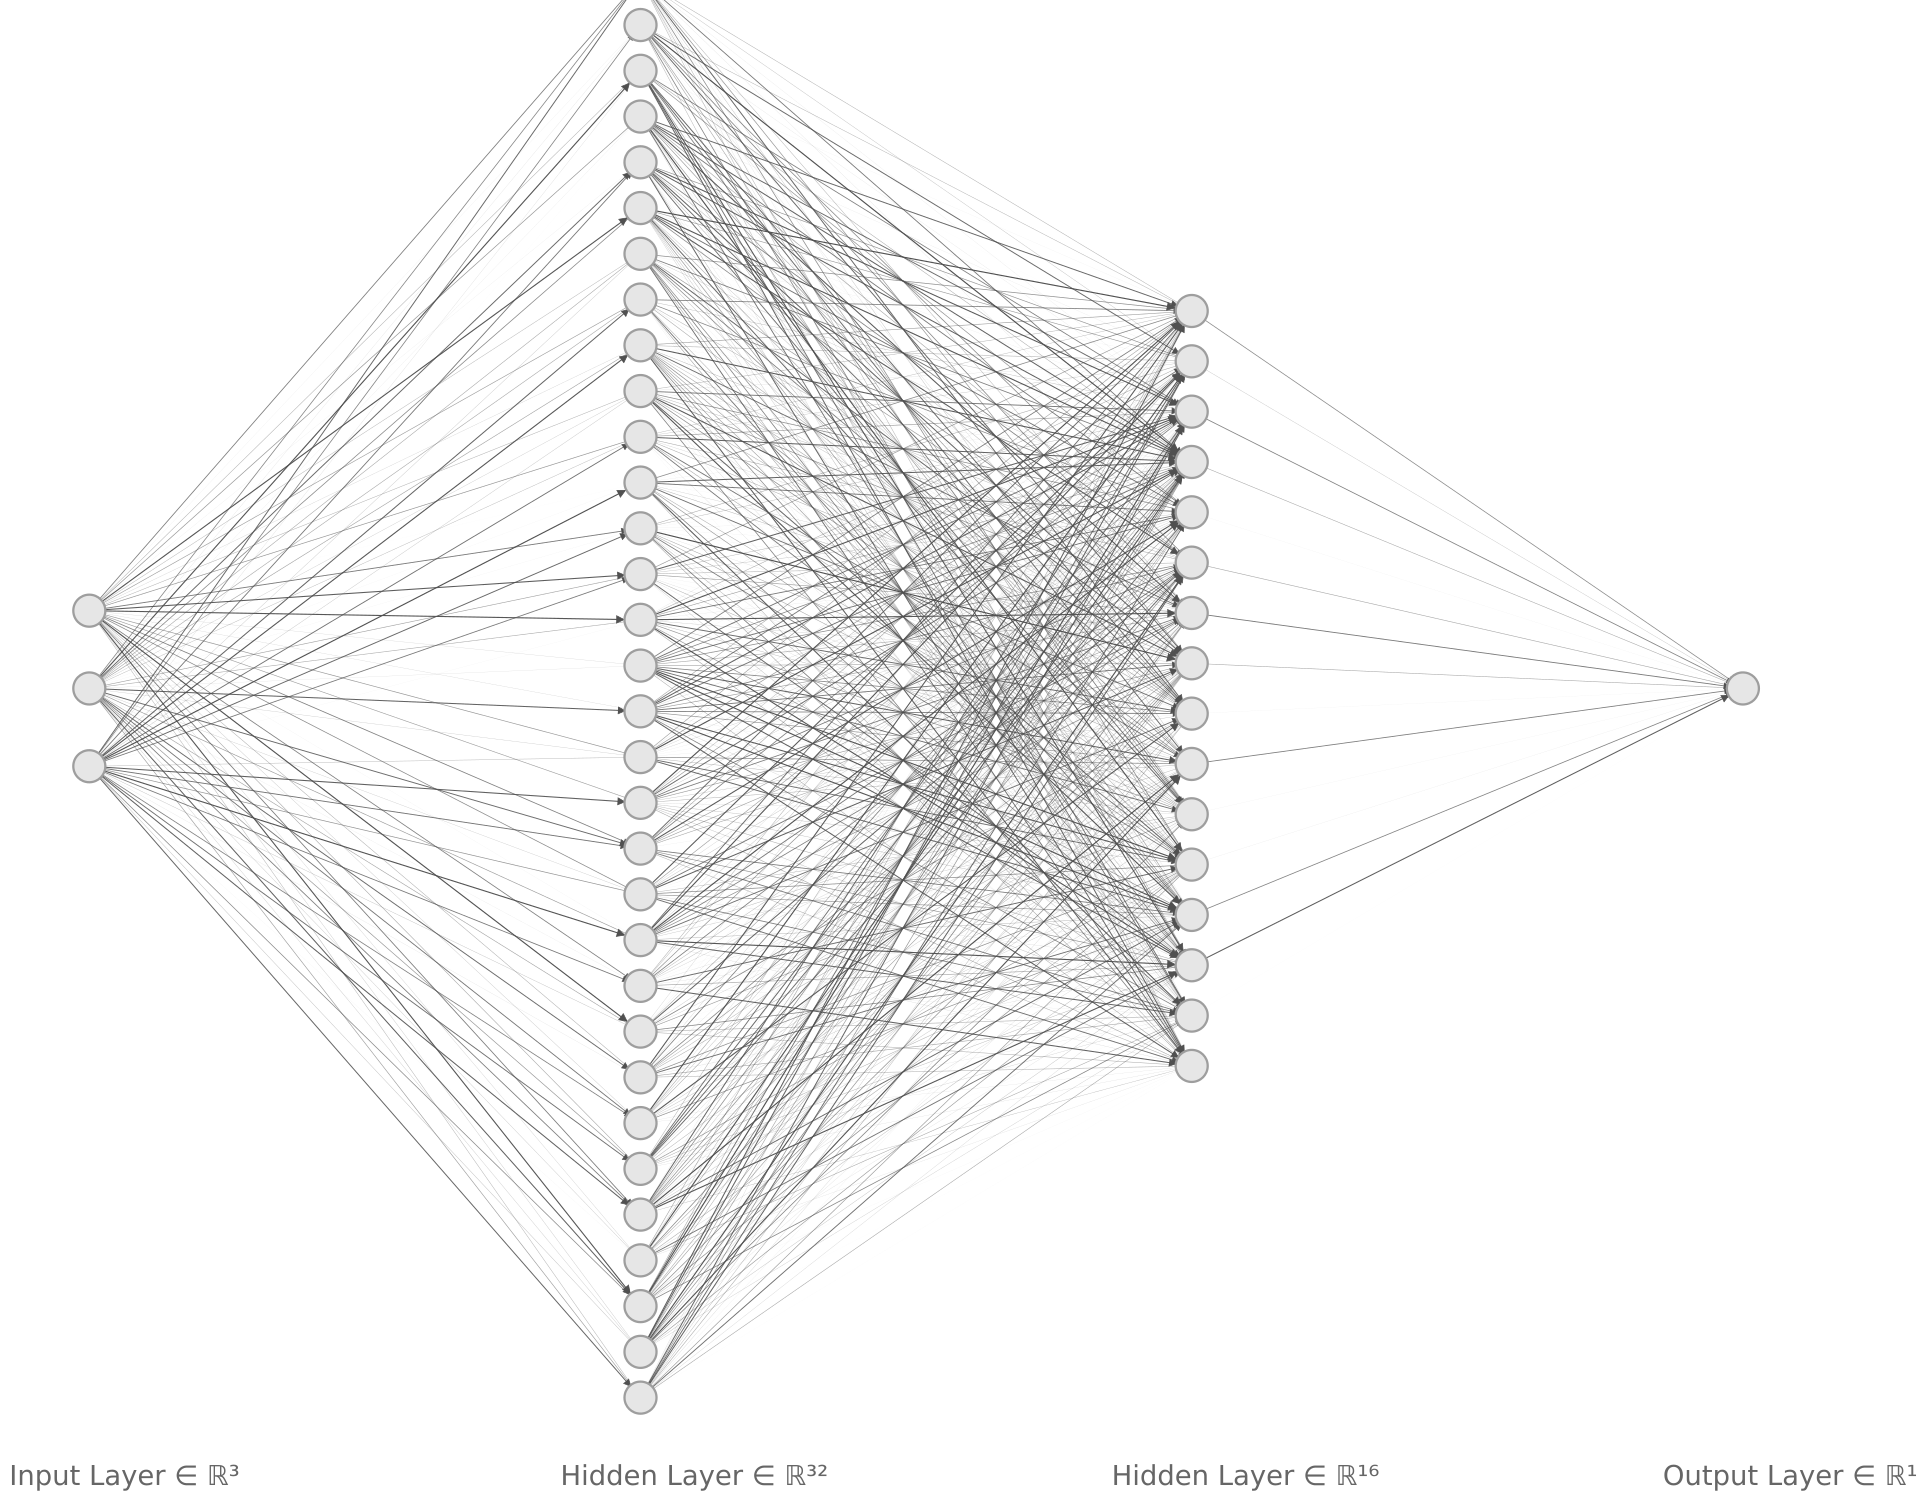 Input Layer ∈ ℝ³
Hidden Layer ∈ ℝ³²
Hidden Layer ∈ ℝ¹⁶
Output Layer ∈ ℝ¹